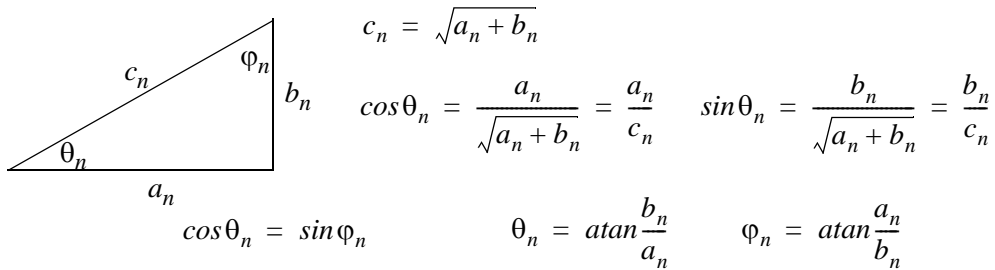 c_n = √(a_n + b_n)
c_n
φ_n
b_n
cosθ_n = a_n / √(a_n + b_n) = a_n / c_n
sinθ_n = b_n / √(a_n + b_n) = b_n / c_n
θ_n
a_n
cosθ_n = sinφ_n
θ_n = atan b_n / a_n
φ_n = atan a_n / b_n